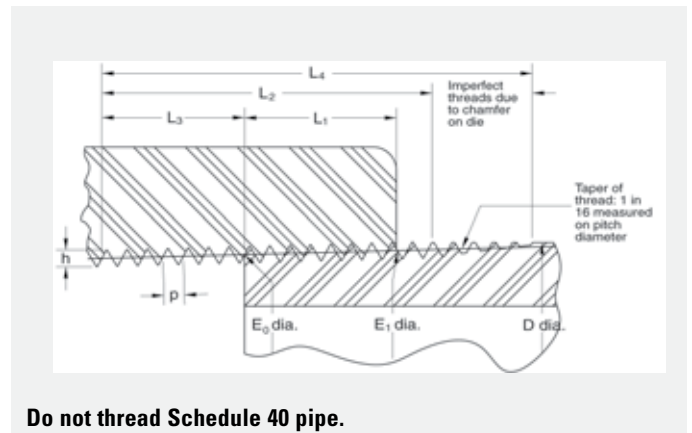 L₄
L₂
Imperfect
threads due
to chamfer
on die
L₃
L₁
Taper of
thread: 1 in
16 measured
on pitch
diameter
h
p
E₀ dia.
E₁ dia.
D dia.
Do not thread Schedule 40 pipe.